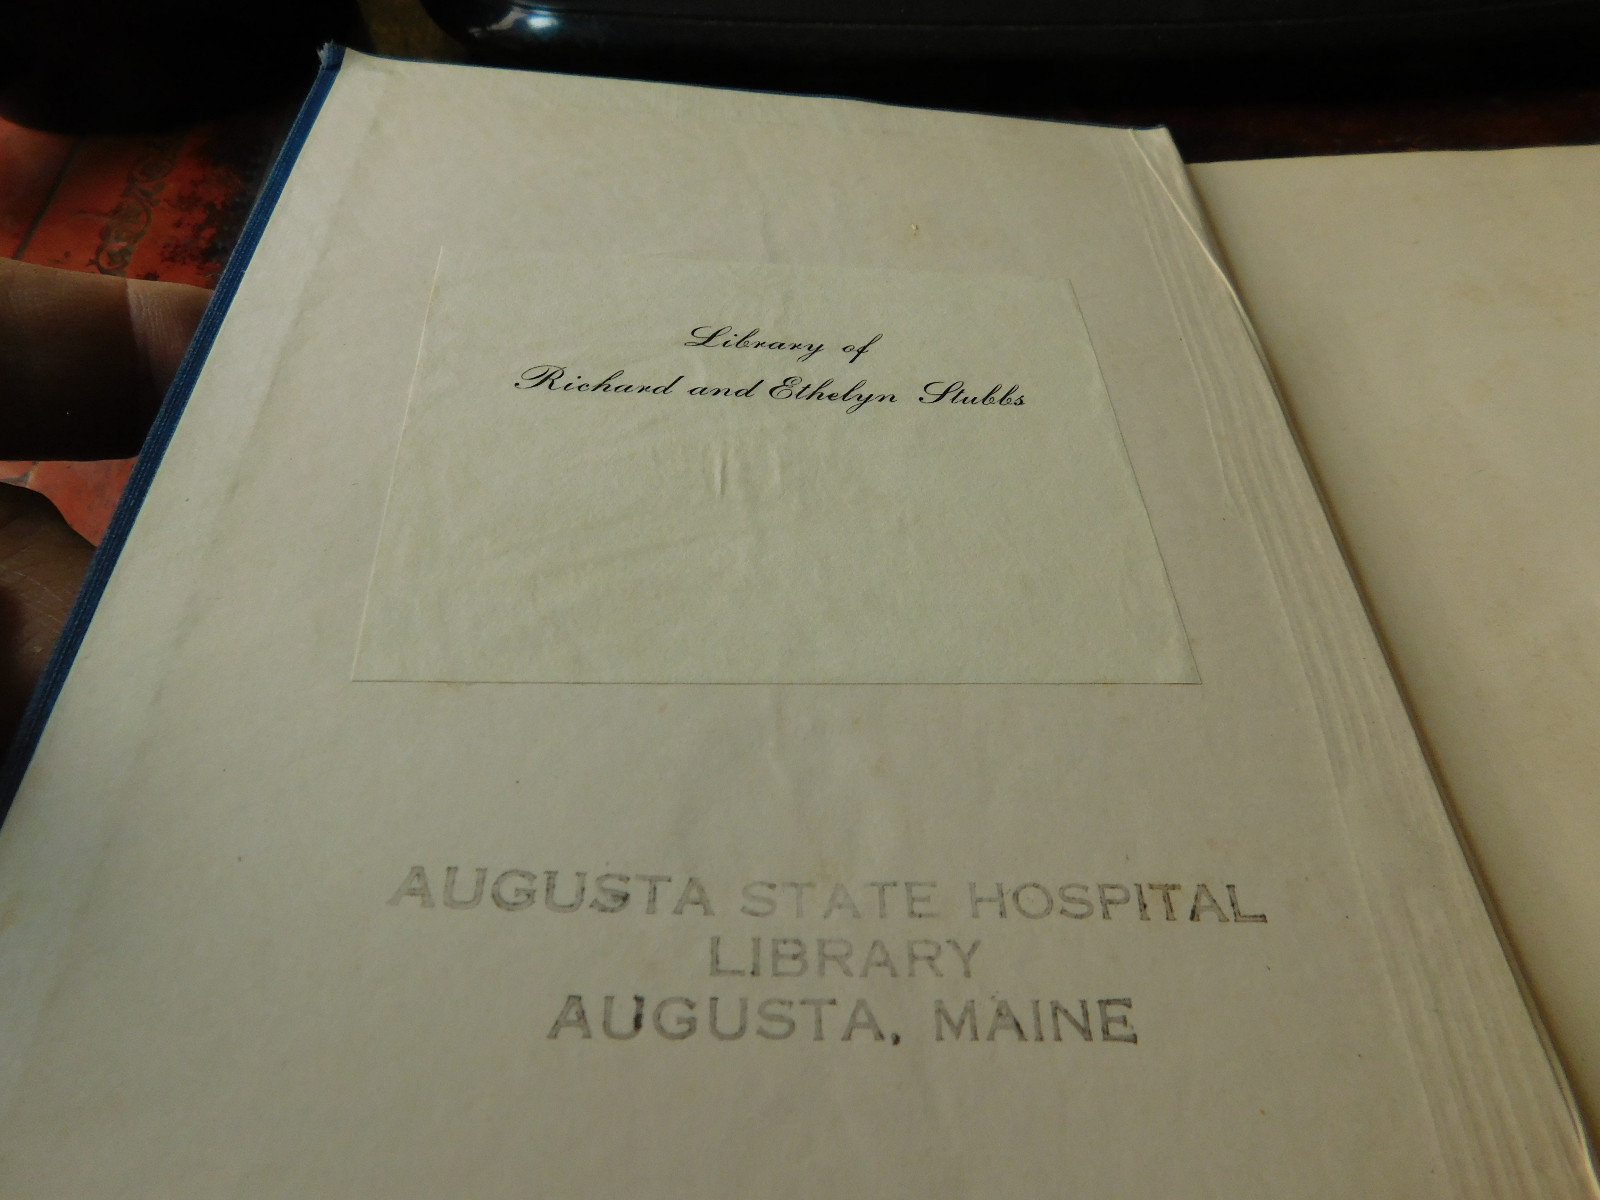 Library of
Richard and Ethelyn Stubbs
AUGUSTA STATE HOSPITAL
LIBRARY
AUGUSTA, MAINE